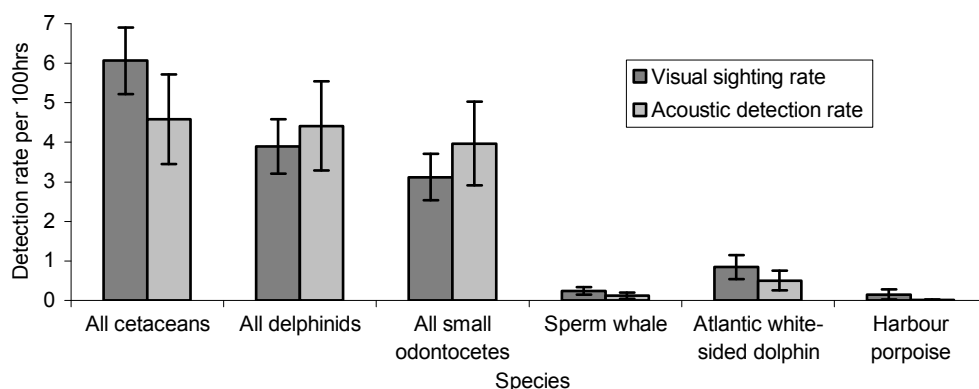 Detection rate per 100hrs
7
6
5
4
3
2
1
0
Visual sighting rate
Acoustic detection rate
All cetaceans
All delphinids
All small
odontocetes
Sperm whale
Atlantic white-
sided dolphin
Harbour
porpoise
Species